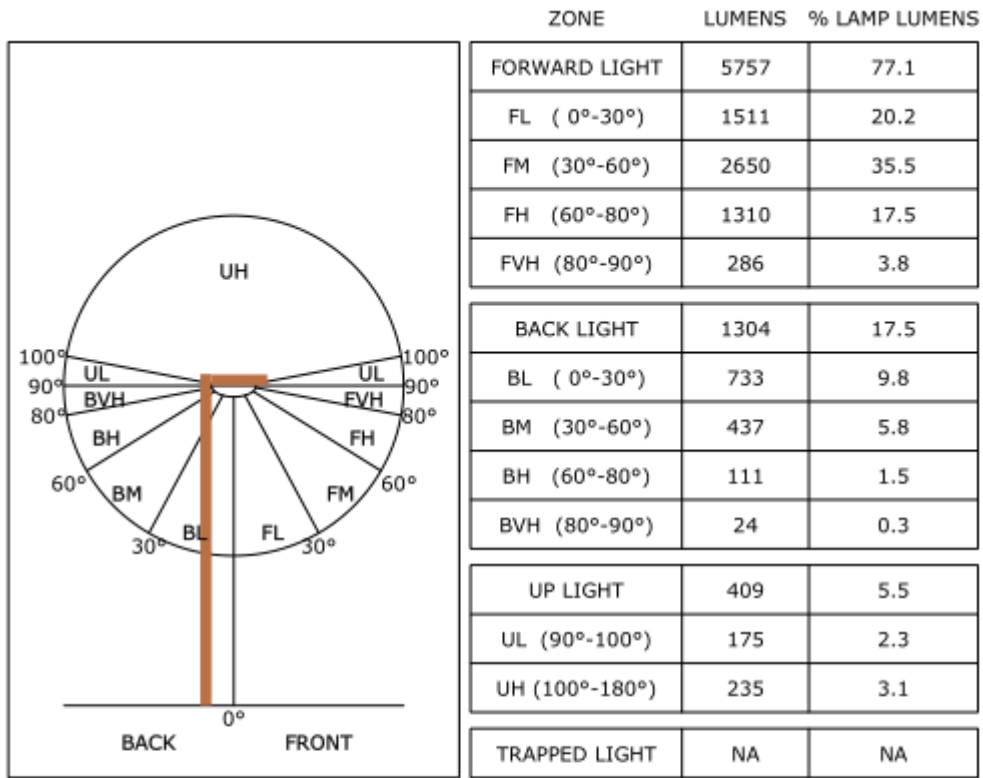 ZONE LUMENS % LAMP LUMENS
FORWARD LIGHT 5757 77.1
FL ( 0°-30°) 1511 20.2
FM (30°-60°) 2650 35.5
FH (60°-80°) 1310 17.5
FVH (80°-90°) 286 3.8
BACK LIGHT 1304 17.5
BL ( 0°-30°) 733 9.8
BM (30°-60°) 437 5.8
BH (60°-80°) 111 1.5
BVH (80°-90°) 24 0.3
UP LIGHT 409 5.5
UL (90°-100°) 175 2.3
UH (100°-180°) 235 3.1
TRAPPED LIGHT NA NA
UH
100° 100°
UL UL
90° 90°
BVH FVH
80° 80°
BH FH
60° 60°
BM FM
BL FL
30° 30°
0°
BACK FRONT